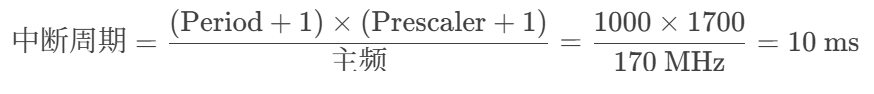 中断周期 = (Period + 1) × (Prescaler + 1) / 主频 = 1000 × 1700 / 170 MHz = 10 ms